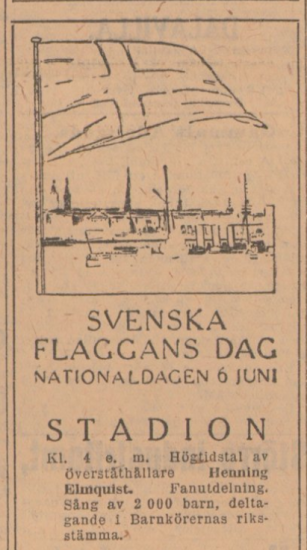 SVENSKA
FLAGGANS DAG
NATIONALDAGEN 6 JUNI
STADION
Kl. 4 e. m. Högtidstal av
överståthållare Henning
Elmquist. Fanutdelning.
Sång av 2 000 barn, delta-
gande i Barnkörernas riks-
stämma.